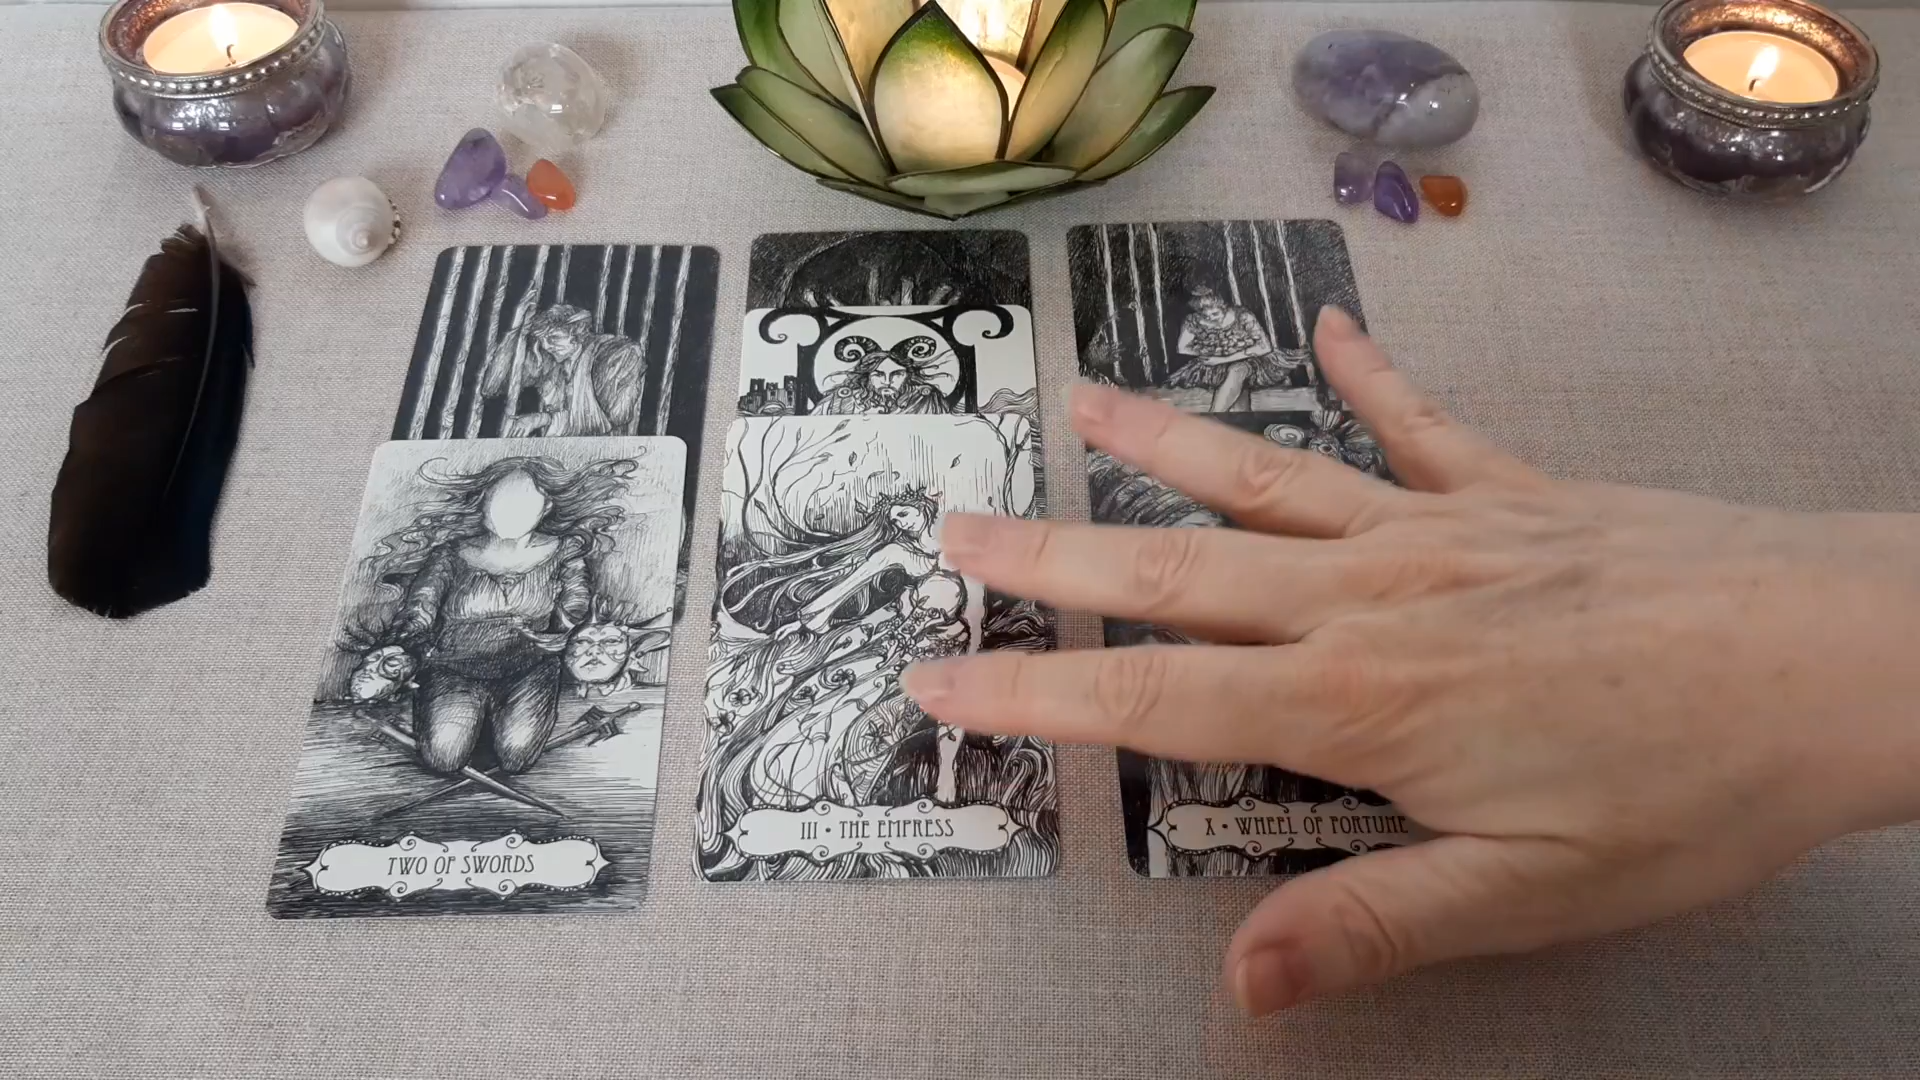 TWO OF SWORDS
III • THE EMPRESS
X • WHEEL OF FORTUNE